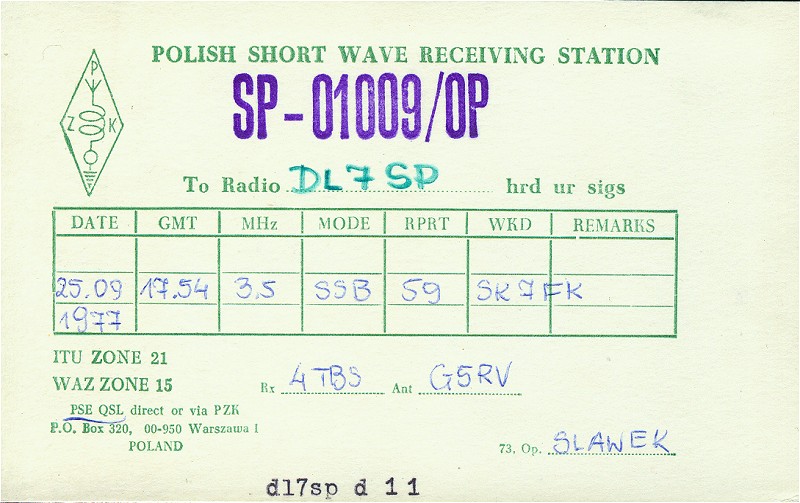 POLISH SHORT WAVE RECEIVING STATION
SP-01009/OP
P
Z K
To Radio DL7SP hrd ur sigs
DATE GMT MHz MODE RPRT WKD REMARKS
25.09 17.54 3.5 SSB 59 SK7FK
1977
ITU ZONE 21
WAZ ZONE 15
Rx 4TBS Ant G5RV
PSE QSL direct or via PZK
P.O. Box 320, 00-950 Warszawa 1
POLAND
73. Op. SLAWEK
dl7sp d 11